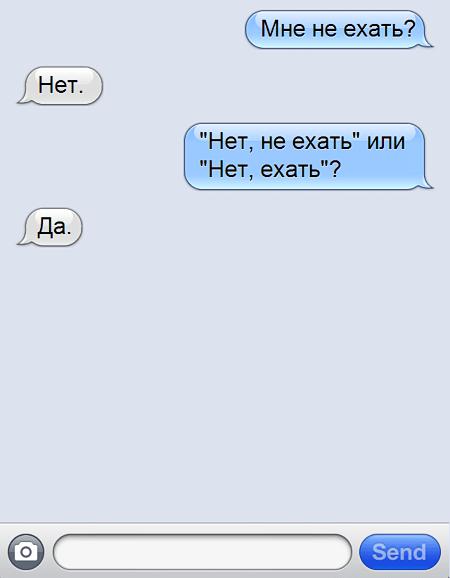 Мне не ехать?
Нет.
"Нет, не ехать" или
"Нет, ехать"?
Да.
Send